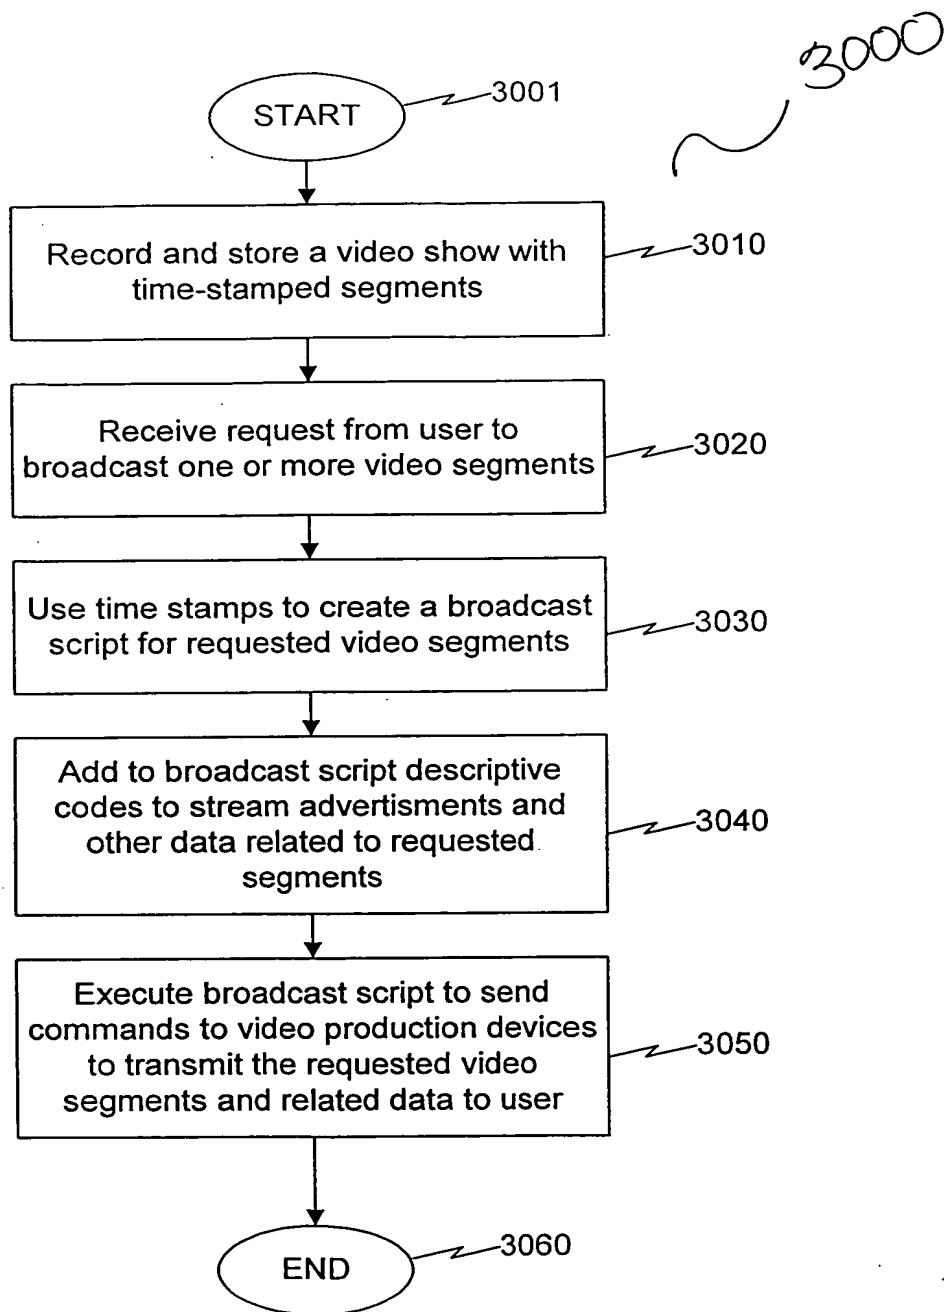 3000
START
3001
Record and store a video show with
time-stamped segments
3010
Receive request from user to
broadcast one or more video segments
3020
Use time stamps to create a broadcast
script for requested video segments
3030
Add to broadcast script descriptive
codes to stream advertisments and
other data related to requested
segments
3040
Execute broadcast script to send
commands to video production devices
to transmit the requested video
segments and related data to user
3050
END
3060